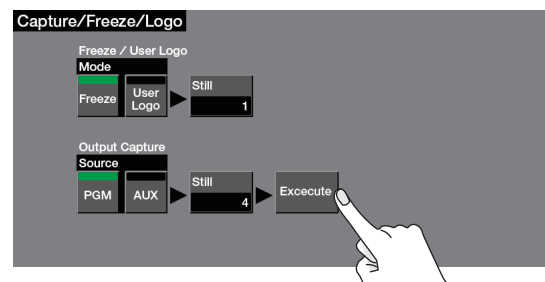 Capture/Freeze/Logo
Freeze / User Logo
Mode
Freeze
User
Logo
Still
1
Output Capture
Source
PGM
AUX
Still
4
Excecute